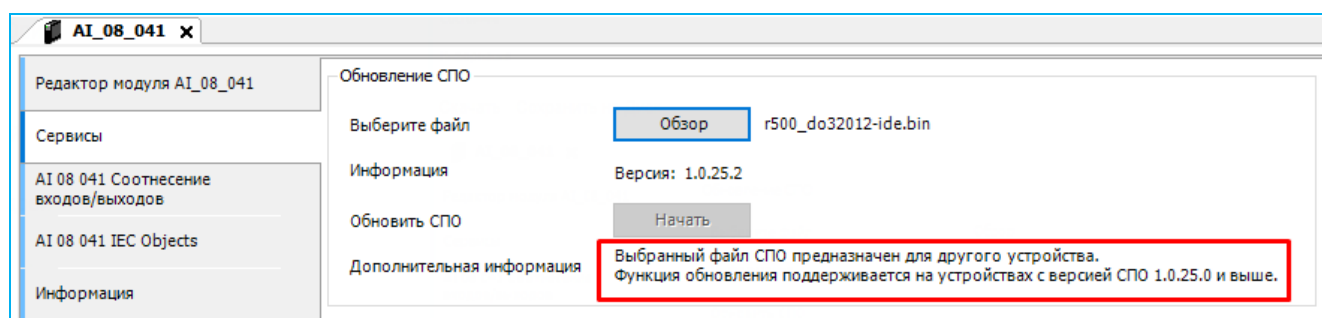 AI_08_041 x
Редактор модуля AI_08_041
Сервисы
AI 08 041 Соотнесение
входов/выходов
AI 08 041 IEC Objects
Информация
Обновление СПО
Выберите файл Обзор r500_do32012-ide.bin
Информация Версия: 1.0.25.2
Обновить СПО Начать
Дополнительная информация
Выбранный файл СПО предназначен для другого устройства.
Функция обновления поддерживается на устройствах с версией СПО 1.0.25.0 и выше.